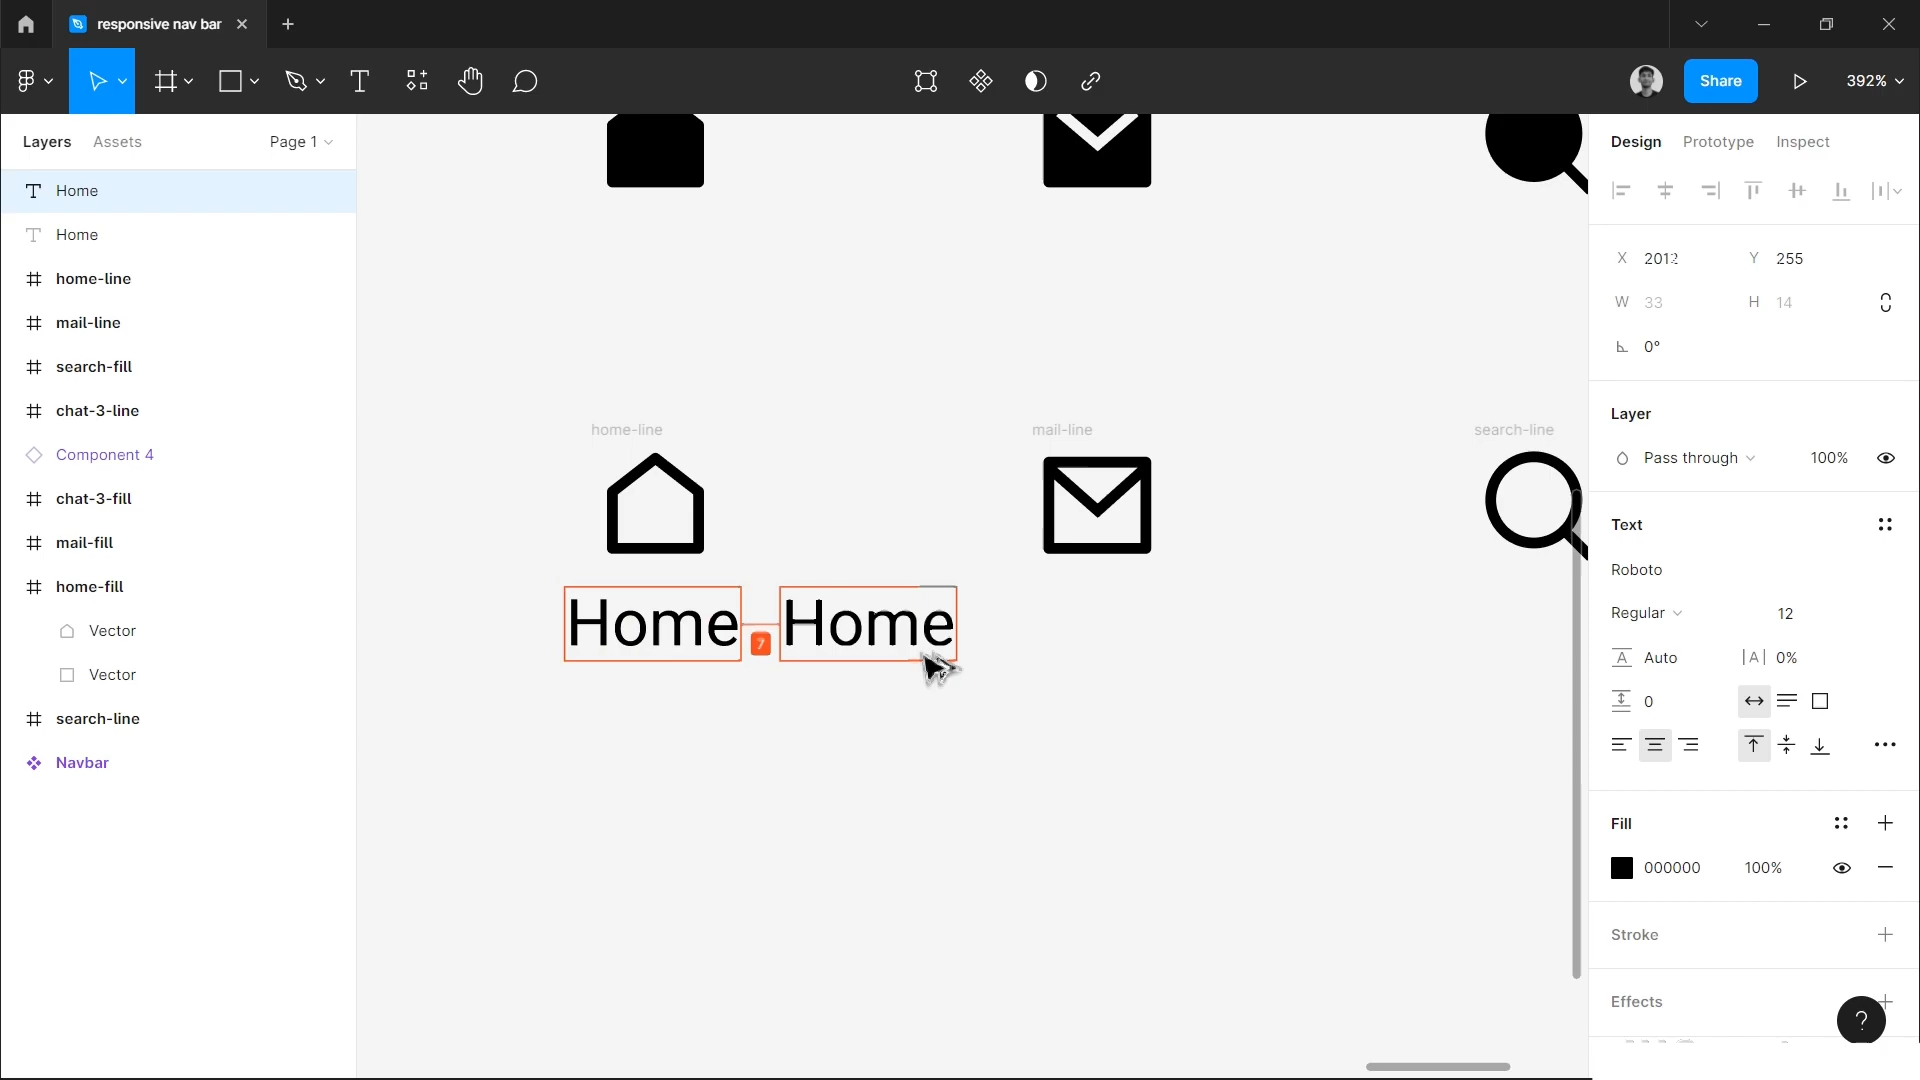 responsive nav bar
Share
392%
Layers
Assets
Page 1
Design
Prototype
Inspect
Home
Home
home-line
mail-line
search-fill
chat-3-line
Component 4
chat-3-fill
mail-fill
home-fill
Vector
Vector
search-line
Navbar
home-line
mail-line
search-line
Home
7
Home
X 2012
Y 255
W 33
H 14
0°
Layer
Pass through
100%
Text
Roboto
Regular
12
A Auto
|A| 0%
0
Fill
000000
100%
Stroke
Effects
?